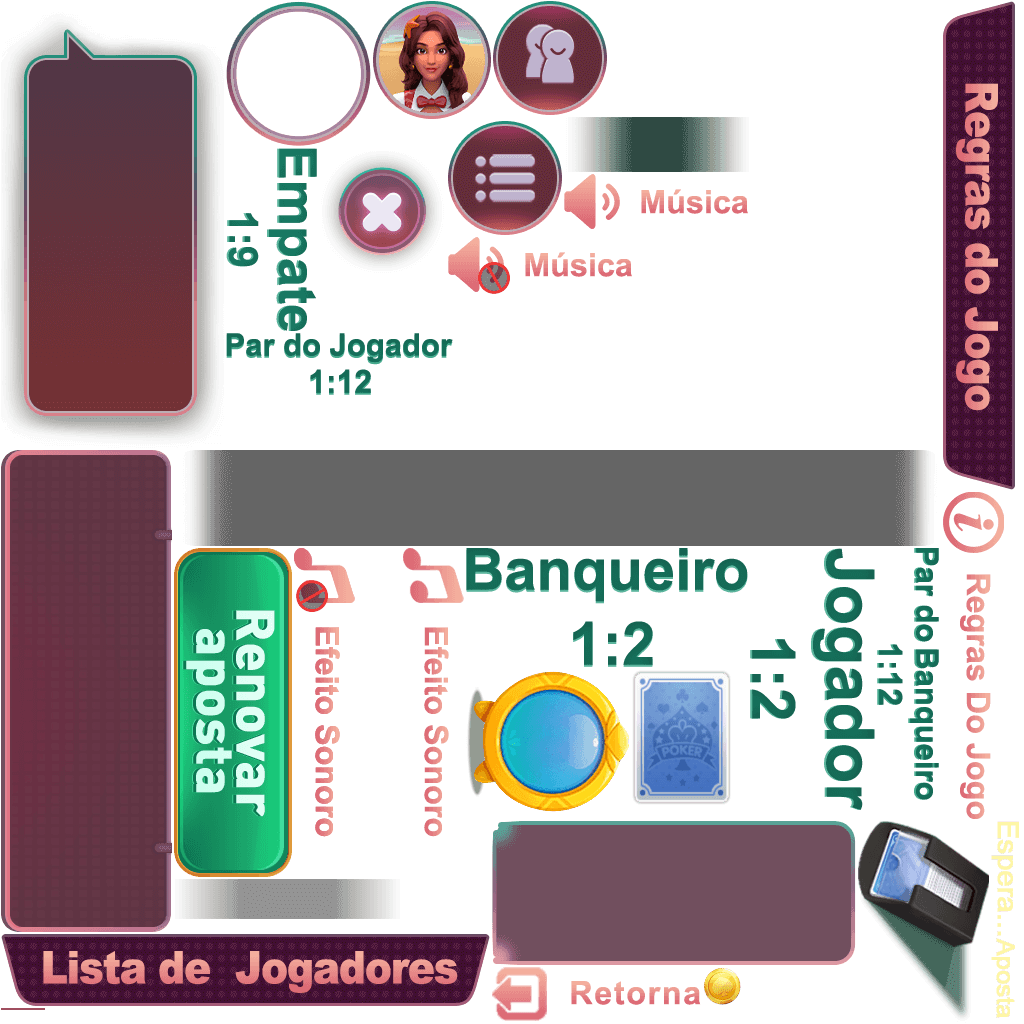 Regras do Jogo
Música
Empate
1:9
Música
Par do Jogador
1:12
Banqueiro
1:2
Jogador
1:2
Par do Banqueiro
1:12
Regras Do Jogo
Renovar
aposta
Efeito Sonoro
Efeito Sonoro
POKER
Espera...Aposta
Lista de Jogadores
Retorna